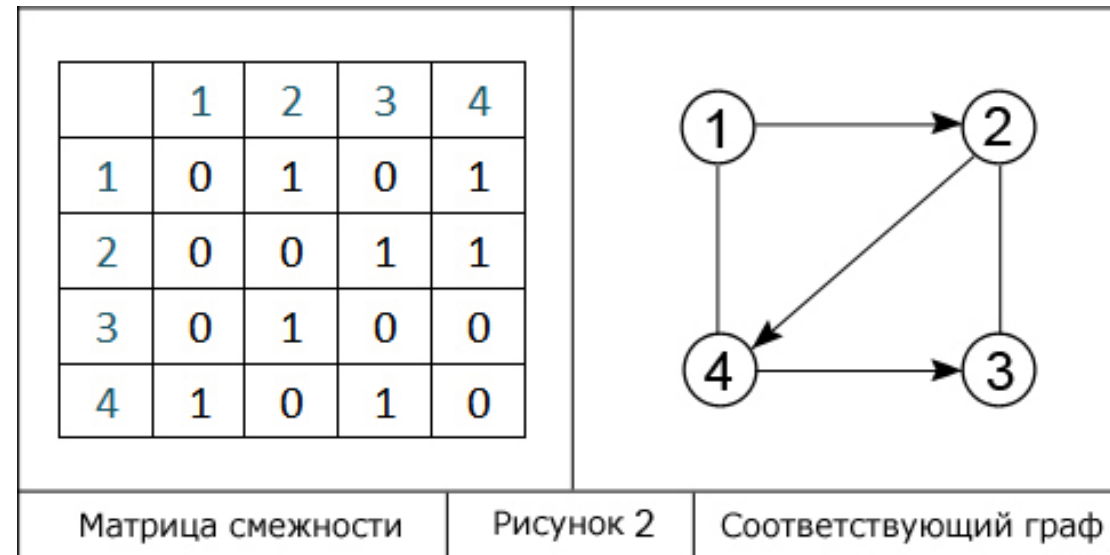 1 2 3 4
1 0 1 0 1
2 0 0 1 1
3 0 1 0 0
4 1 0 1 0
1 2
4 3
Матрица смежности
Рисунок 2
Соответствующий граф